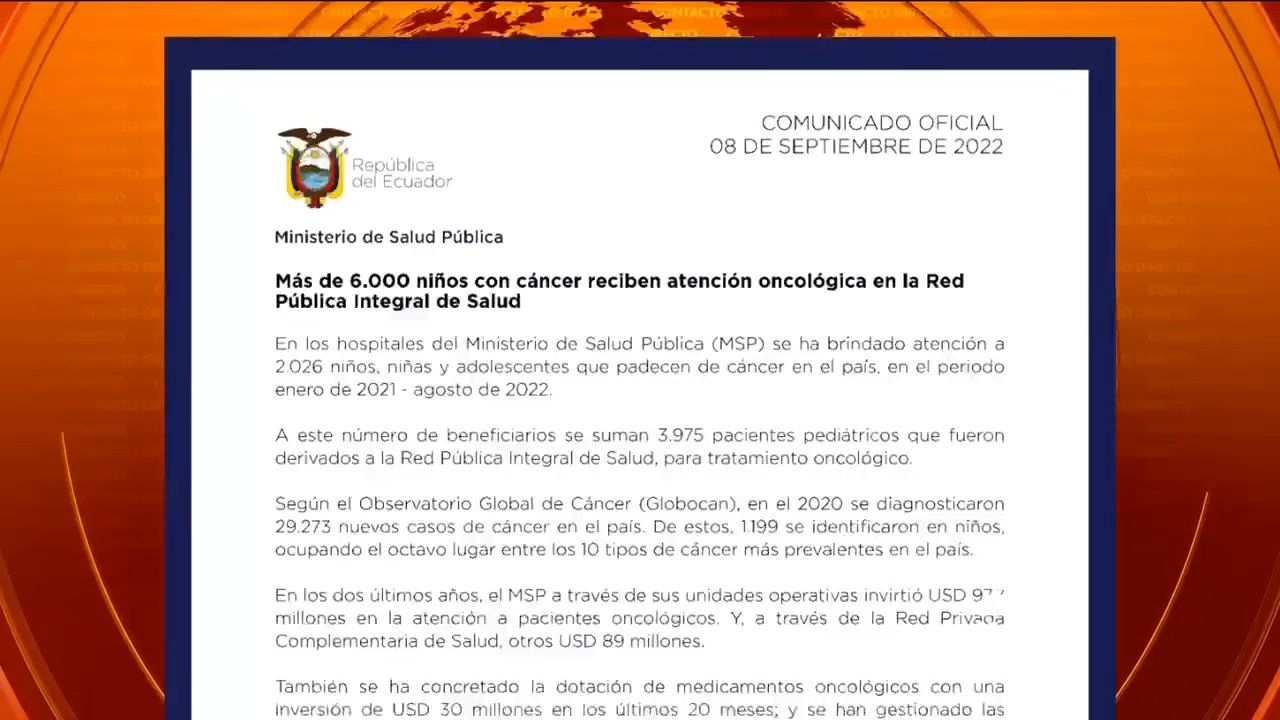 COMUNICADO OFICIAL
08 DE SEPTIEMBRE DE 2022
República
del Ecuador
Ministerio de Salud Pública
Más de 6.000 niños con cáncer reciben atención oncológica en la Red
Pública Integral de Salud
En los hospitales del Ministerio de Salud Pública (MSP) se ha brindado atención a
2.026 niños, niñas y adolescentes que padecen de cáncer en el país, en el periodo
enero de 2021 - agosto de 2022.
A este número de beneficiarios se suman 3.975 pacientes pediátricos que fueron
derivados a la Red Pública Integral de Salud, para tratamiento oncológico.
Según el Observatorio Global de Cáncer (Globocan), en el 2020 se diagnosticaron
29.273 nuevos casos de cáncer en el país. De estos, 1.199 se identificaron en niños,
ocupando el octavo lugar entre los 10 tipos de cáncer más prevalentes en el país.
En los dos últimos años, el MSP a través de sus unidades operativas invirtió USD
millones en la atención a pacientes oncológicos. Y, a través de la Red Privada
Complementaria de Salud, otros USD 89 millones.
También se ha concretado la dotación de medicamentos oncológicos con una
inversión de USD 30 millones en los últimos 20 meses; y se han gestionado las